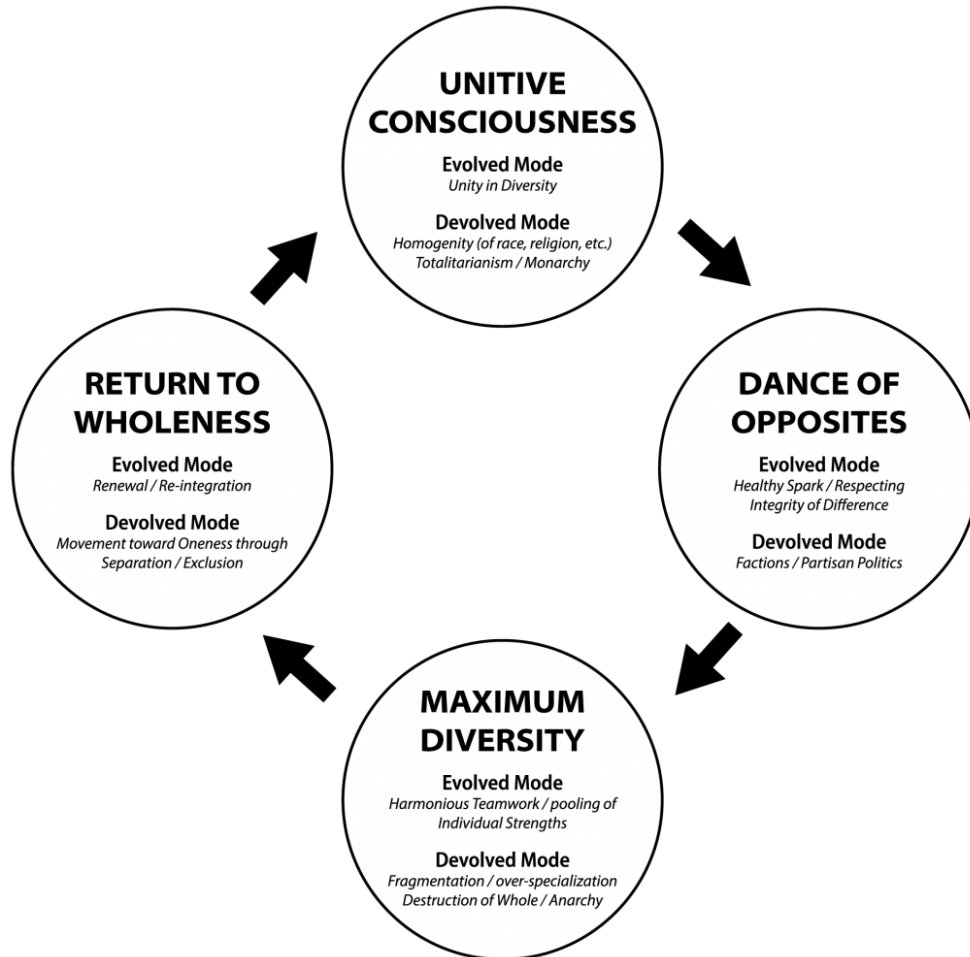 UNITIVE
CONSCIOUSNESS
Evolved Mode
Unity in Diversity
Devolved Mode
Homogenity (of race, religion, etc.)
Totalitarianism / Monarchy
DANCE OF
OPPOSITES
Evolved Mode
Healthy Spark / Respecting
Integrity of Difference
Devolved Mode
Factions / Partisan Politics
MAXIMUM
DIVERSITY
Evolved Mode
Harmonious Teamwork / pooling of
Individual Strengths
Devolved Mode
Fragmentation / over-specialization
Destruction of Whole / Anarchy
RETURN TO
WHOLENESS
Evolved Mode
Renewal / Re-integration
Devolved Mode
Movement toward Oneness through
Separation / Exclusion